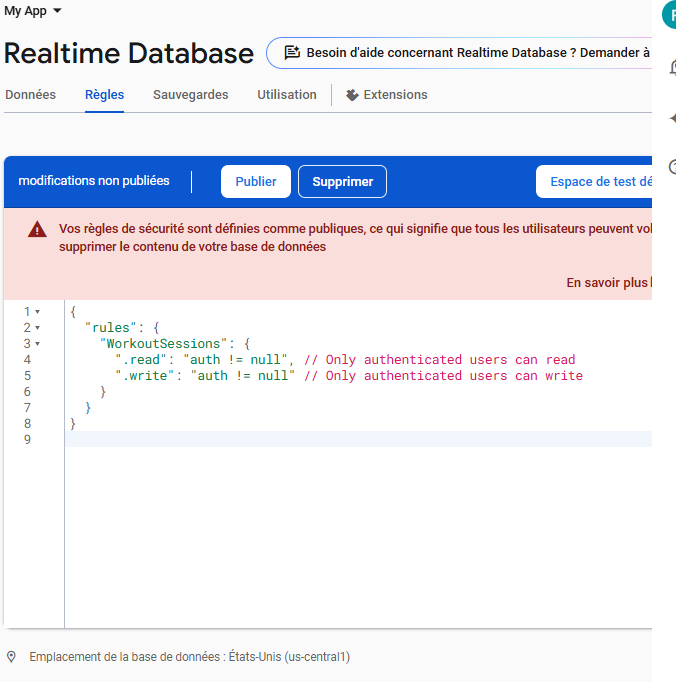 My App
Realtime Database
Besoin d'aide concernant Realtime Database ? Demander à
Données Règles Sauvegardes Utilisation Extensions
modifications non publiées Publier Supprimer Espace de test
Vos règles de sécurité sont définies comme publiques, ce qui signifie que tous les utilisateurs peuvent
supprimer le contenu de votre base de données
En savoir plus
1 {
2 "rules": {
3 "WorkoutSessions": {
4 ".read": "auth != null", // Only authenticated users can read
5 ".write": "auth != null" // Only authenticated users can write
6 }
7 }
8 }
9
Emplacement de la base de données : États-Unis (us-central1)